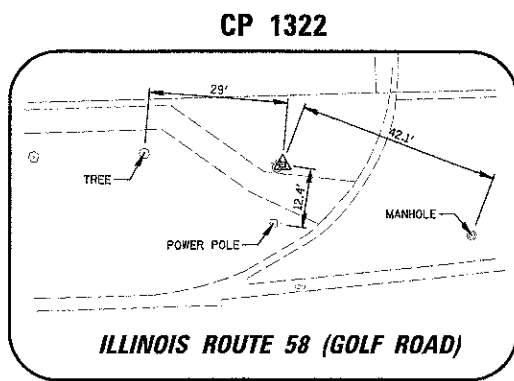 CP 1322
29'
42.1'
TREE
12.4'
POWER POLE
MANHOLE
ILLINOIS ROUTE 58 (GOLF ROAD)